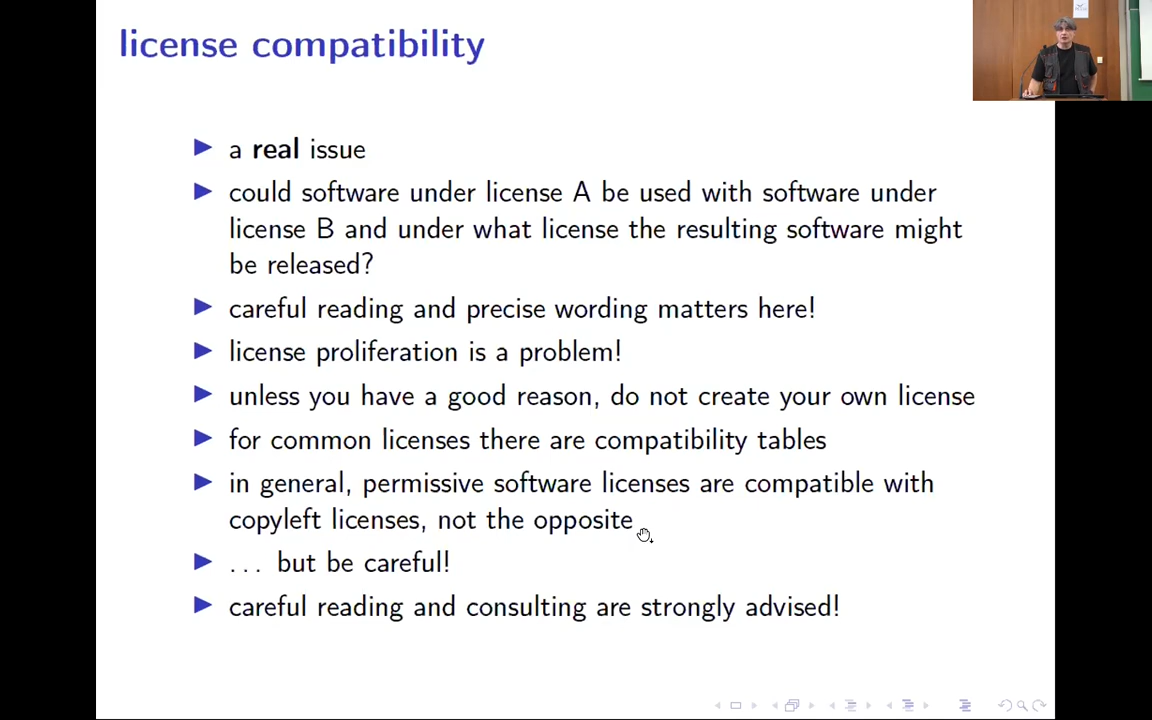 license compatibility
a real issue
could software under license A be used with software under
license B and under what license the resulting software might
be released?
careful reading and precise wording matters here!
license proliferation is a problem!
unless you have a good reason, do not create your own license
for common licenses there are compatibility tables
in general, permissive software licenses are compatible with
copyleft licenses, not the opposite
... but be careful!
careful reading and consulting are strongly advised!